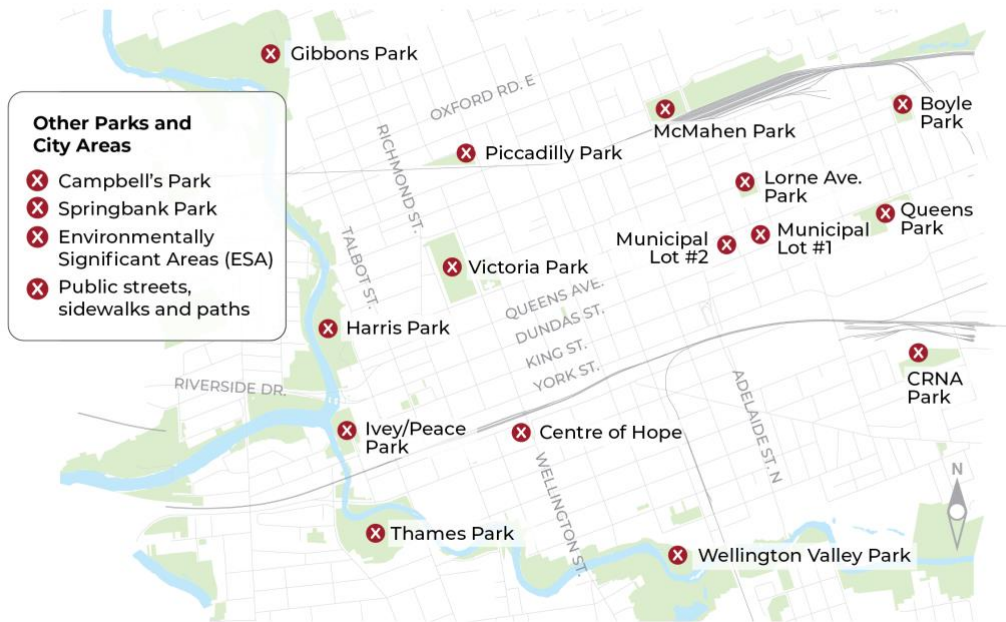 Gibbons Park
Other Parks and
City Areas
Campbell's Park
Springbank Park
Environmentally
Significant Areas (ESA)
Public streets,
sidewalks and paths
OXFORD RD. E
RICHMOND ST.
Piccadilly Park
McMahen Park
Boyle
Park
Lorne Ave.
Park
Queens
Park
Municipal
Lot #2
Municipal
Lot #1
TALBOT ST.
Victoria Park
QUEENS AVE.
DUNDAS ST.
KING ST.
YORK ST.
Harris Park
RIVERSIDE DR.
CRNA
Park
ADELAIDE ST. N
Ivey/Peace
Park
Centre of Hope
WELLINGTON ST.
N
Thames Park
Wellington Valley Park